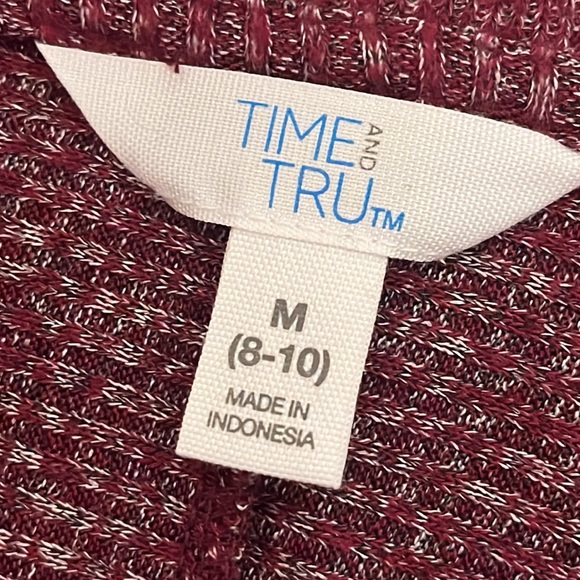 TIME AND
TRU™
M
(8-10)
MADE IN
INDONESIA